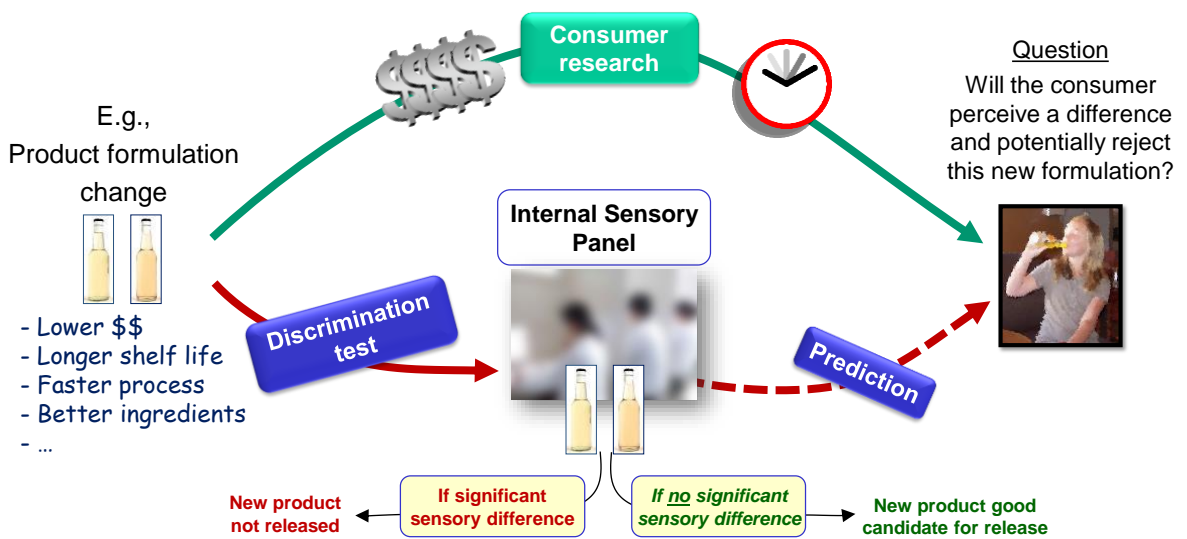 Consumer
research
Question
Will the consumer
perceive a difference
and potentially reject
this new formulation?
E.g.,
Product formulation
change
- Lower $$
- Longer shelf life
- Faster process
- Better ingredients
- …
Discrimination
test
Internal Sensory
Panel
Prediction
New product
not released
If significant
sensory difference
If no significant
sensory difference
New product good
candidate for release